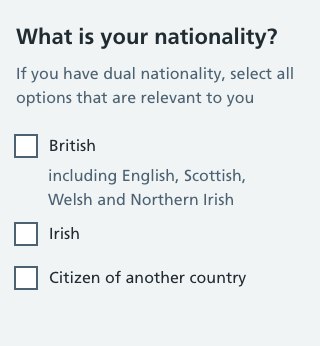 What is your nationality?
If you have dual nationality, select all
options that are relevant to you
British
including English, Scottish,
Welsh and Northern Irish
Irish
Citizen of another country